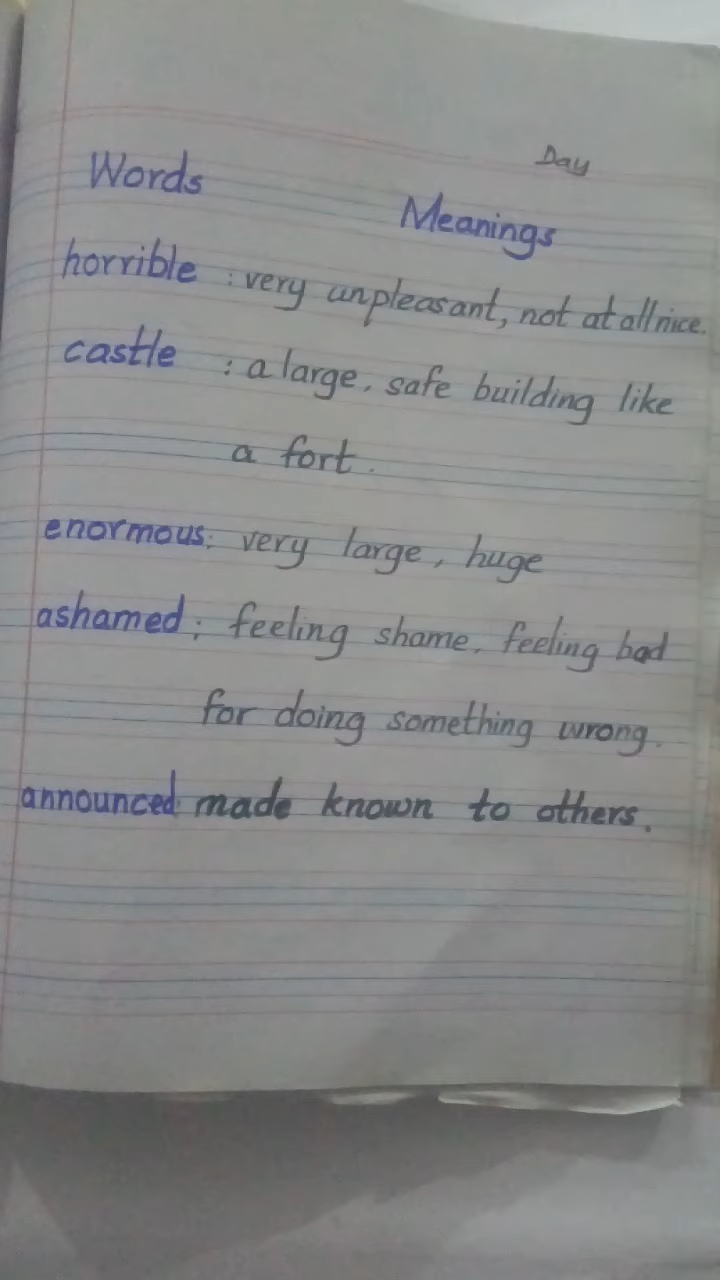 Day
Words Meanings
horrible : very unpleasant, not at all nice.
castle : a large, safe building like
a fort.
enormous: very large, huge
ashamed: feeling shame, feeling bad
for doing something wrong.
announced: made known to others.